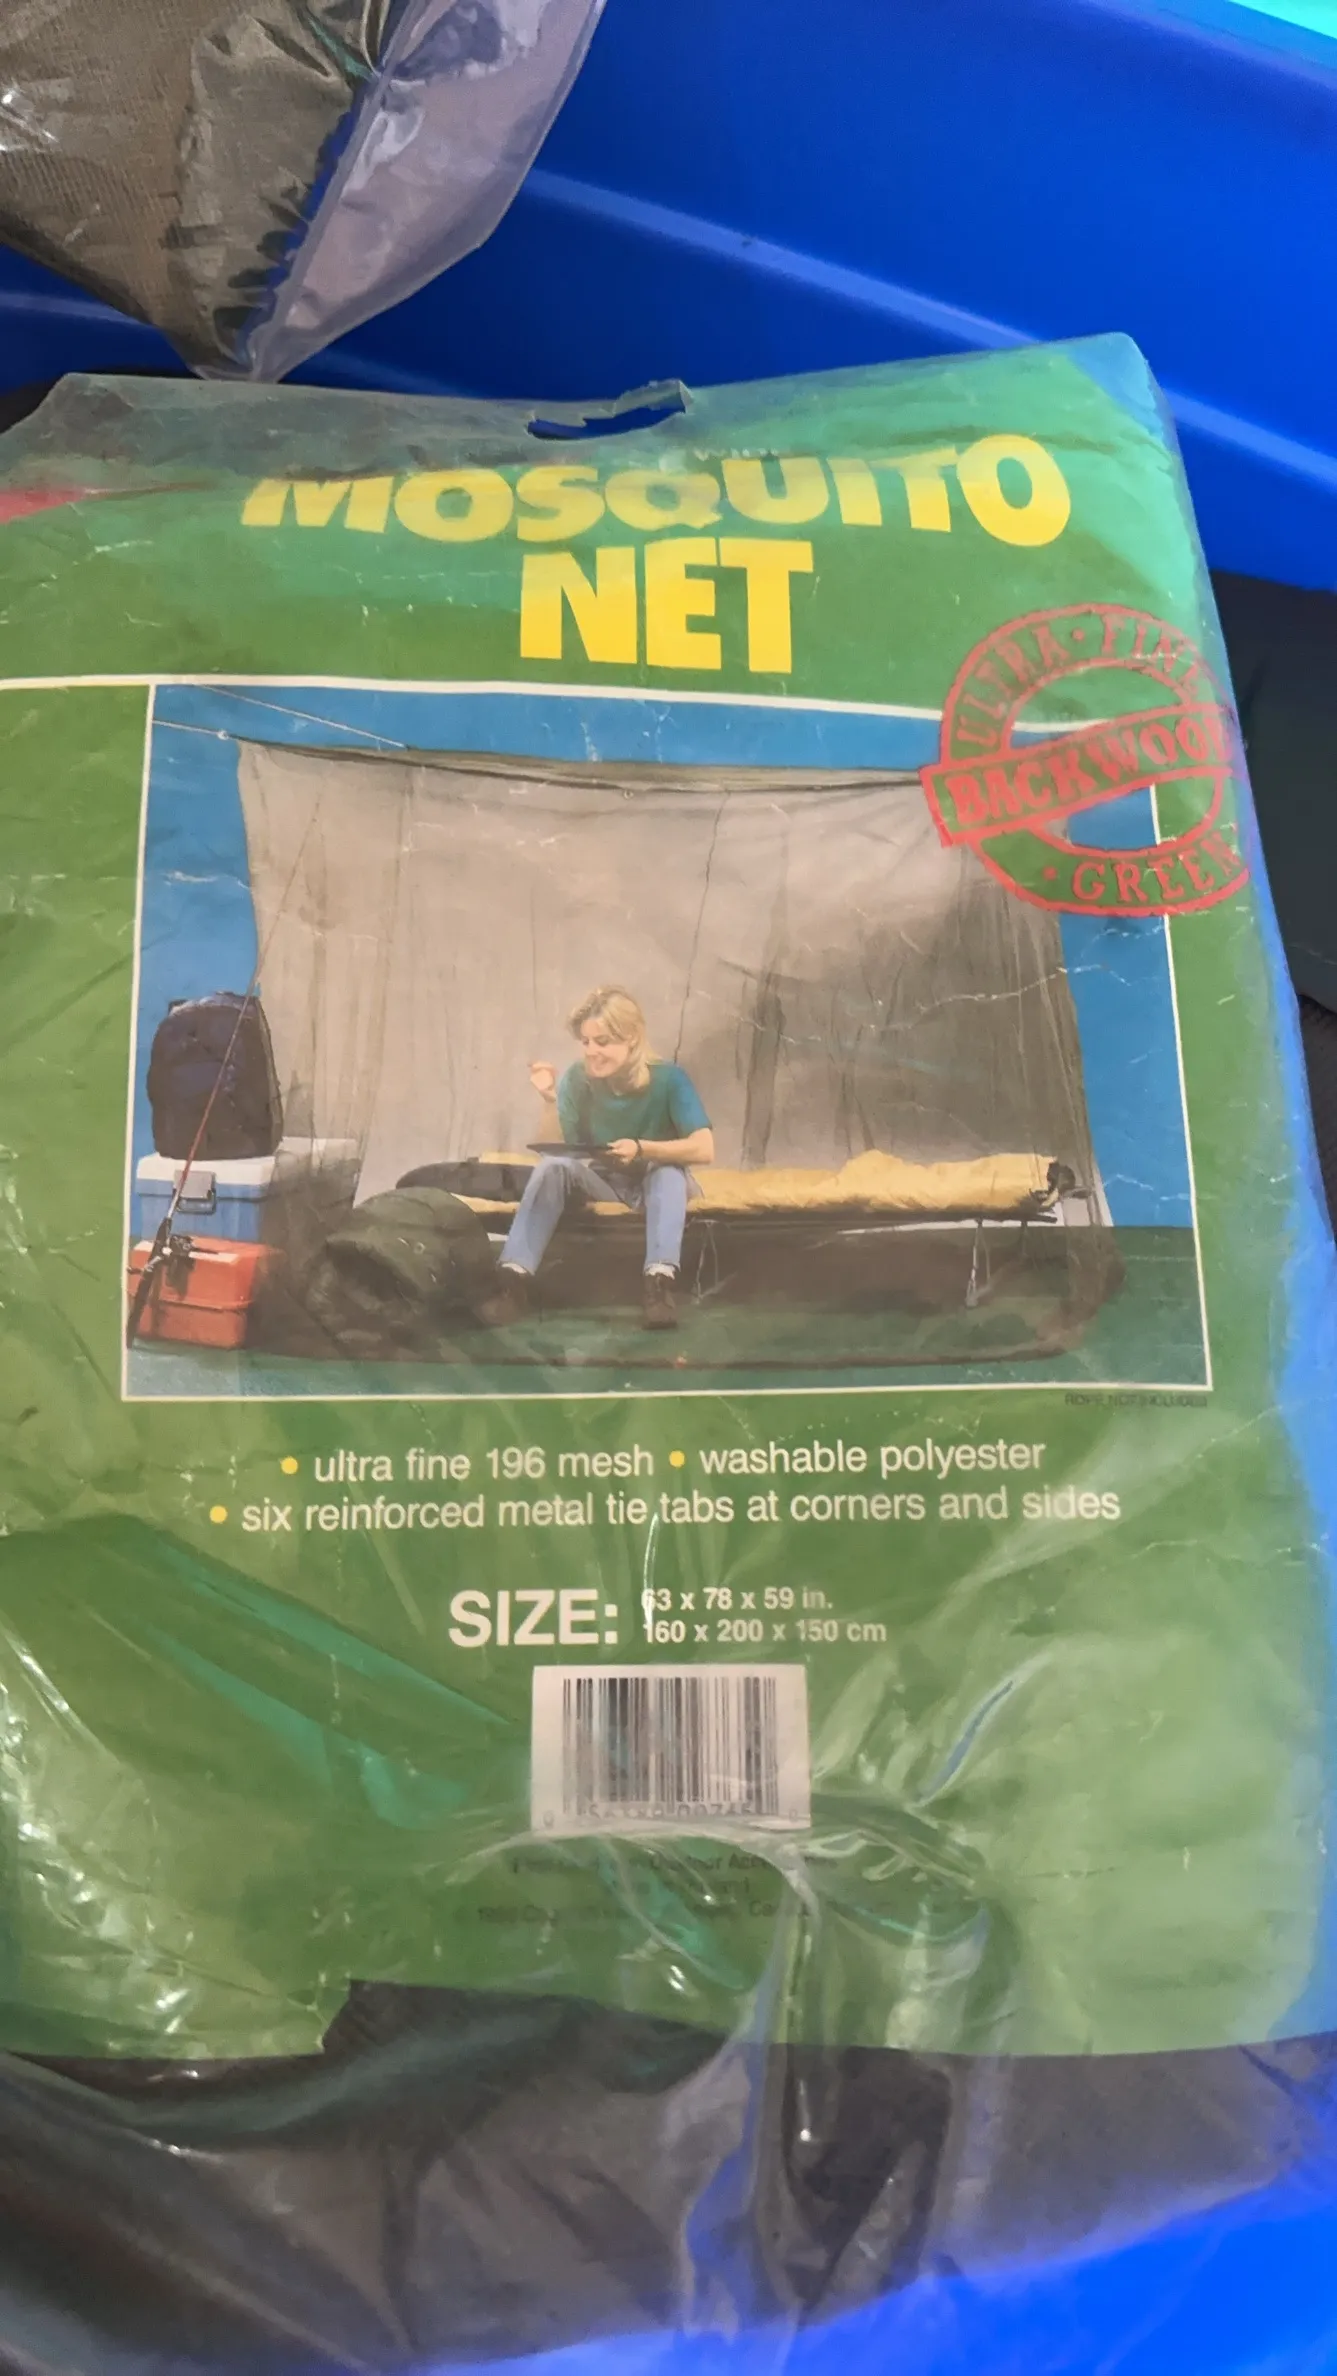 MOSQUITO
NET
ULTRA • FINE
BACKWOO
• GREEN
ROPE NOT INCLUDED
• ultra fine 196 mesh • washable polyester
• six reinforced metal tie tabs at corners and sides
SIZE: 63 x 78 x 59 in.
160 x 200 x 150 cm